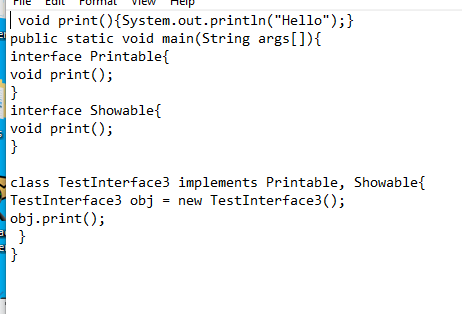 File Edit Format View Help
void print(){System.out.println("Hello");}
public static void main(String args[]){
interface Printable{
void print();
}
interface Showable{
void print();
}
class TestInterface3 implements Printable, Showable{
TestInterface3 obj = new TestInterface3();
obj.print();
}
}